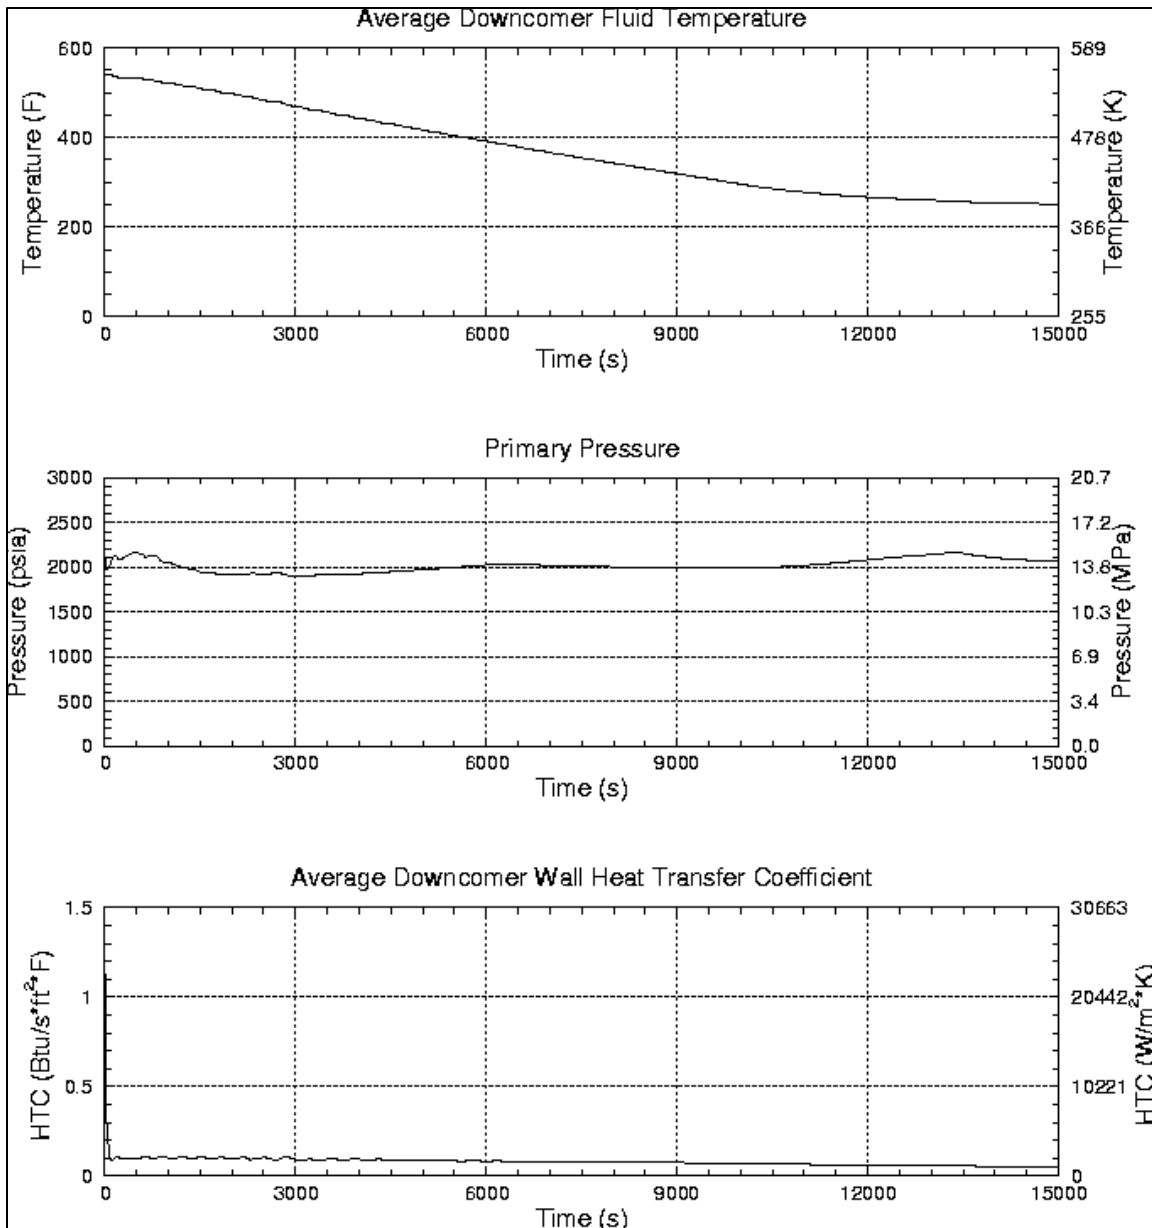 Average Downcomer Fluid Temperature
Temperature (F)
600
400
200
0
589
478
366
255
Temperature (K)
0 3000 6000 9000 12000 15000
Time (s)
Primary Pressure
Pressure (psia)
3000
2500
2000
1500
1000
500
0
20.7
17.2
13.8
10.3
6.9
3.4
0.0
Pressure (MPa)
0 3000 6000 9000 12000 15000
Time (s)
Average Downcomer Wall Heat Transfer Coefficient
HTC (Btu/s*ft²*F)
1.5
1
0.5
0
30663
20442
10221
0
HTC (W/m²*K)
0 3000 6000 9000 12000 15000
Time (s)